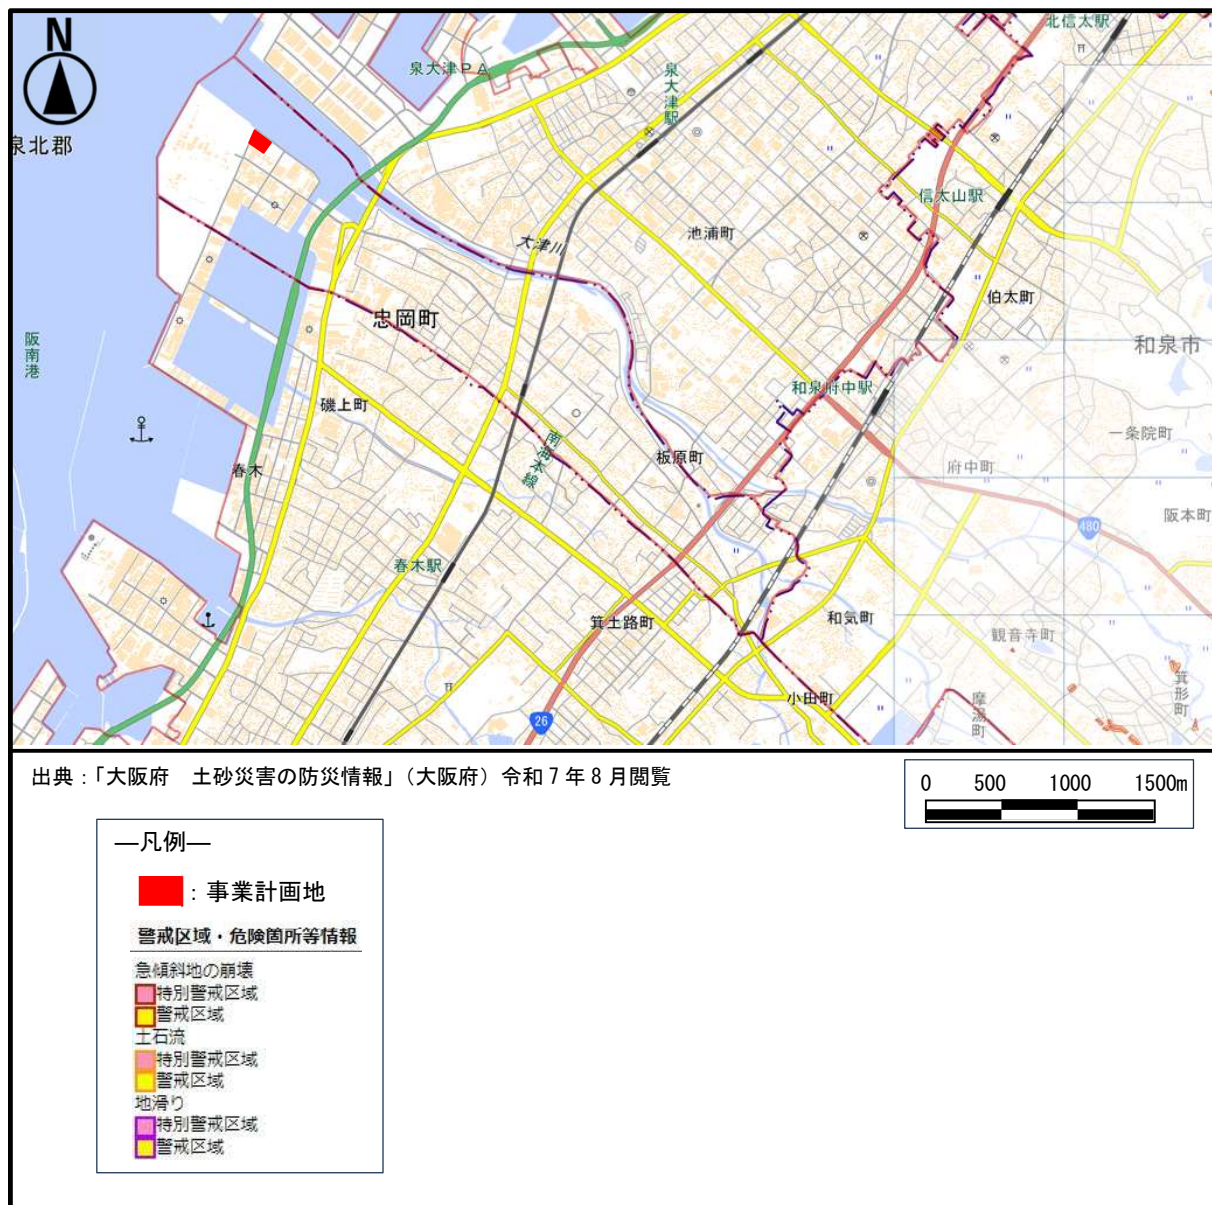 N
泉北郡
泉大津PA
泉大津駅
北信太駅
信太山駅
池浦町
大津川
伯太町
忠岡町
和泉市
阪南港
和泉府中駅
磯上町
一条院町
南海本線
板原町
府中町
春木
480
阪本町
春木駅
箕土路町
和気町
観音寺町
箕形町
小田町
摩湯町
26
出典：「大阪府　土砂災害の防災情報」（大阪府）令和7年8月閲覧
0 500 1000 1500m
―凡例―
：事業計画地
警戒区域・危険箇所等情報
急傾斜地の崩壊
特別警戒区域
警戒区域
土石流
特別警戒区域
警戒区域
地滑り
特別警戒区域
警戒区域